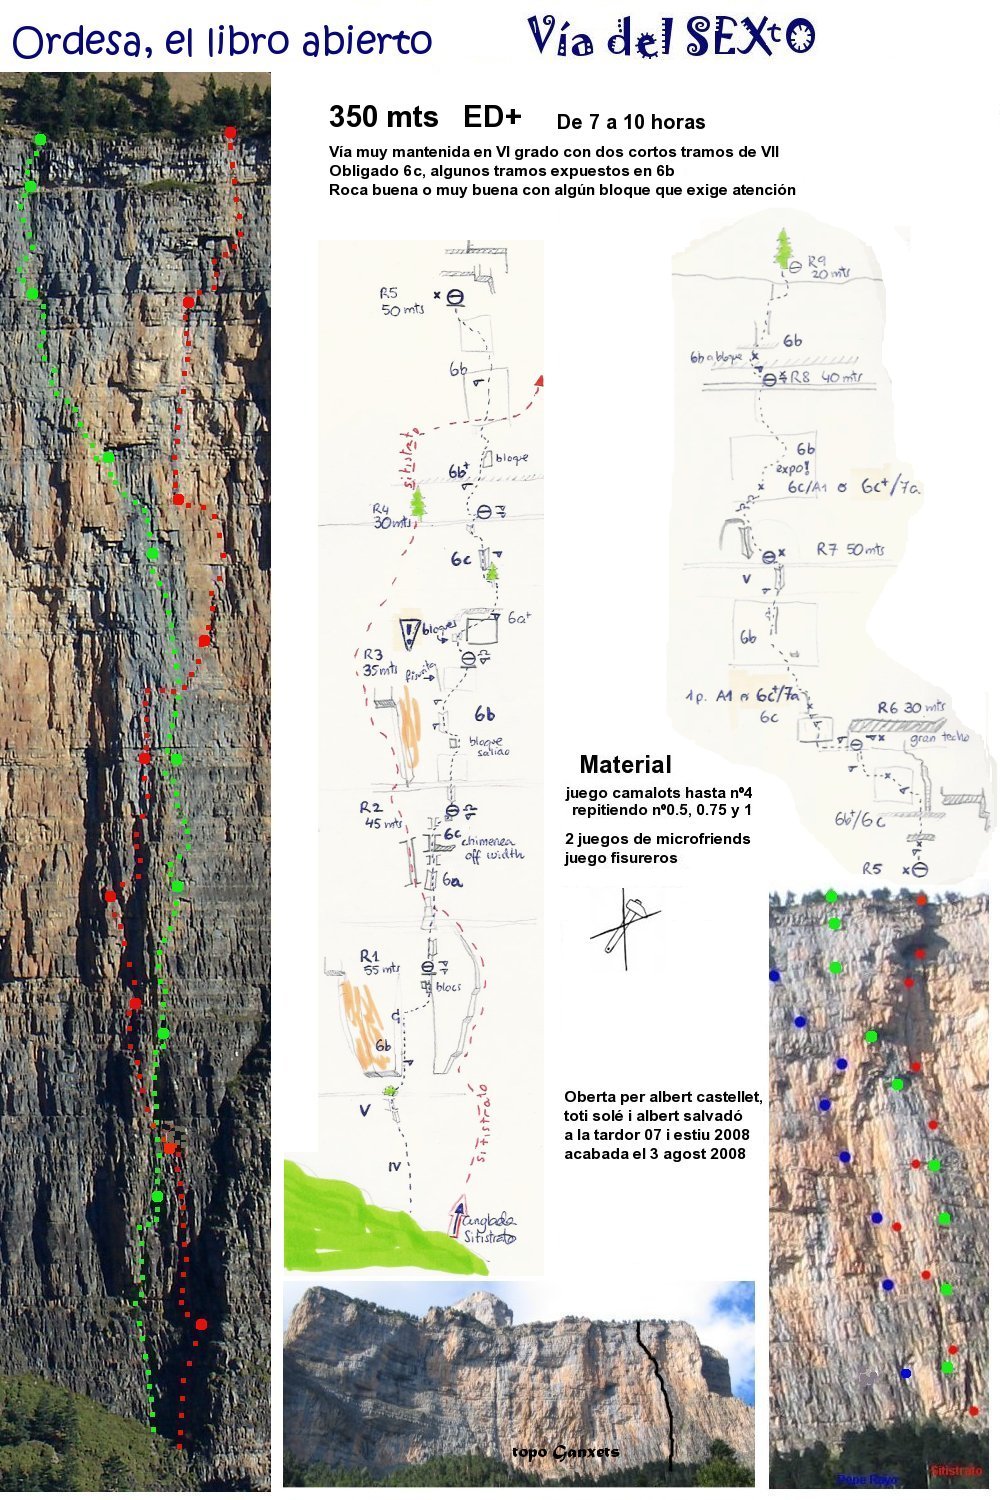 Ordesa, el libro abierto
Vía del SEXtO
350 mts ED+ De 7 a 10 horas
Vía muy mantenida en VI grado con dos cortos tramos de VII
Obligado 6c, algunos tramos expuestos en 6b
Roca buena o muy buena con algún bloque que exige atención
R5
50 mts
6b
sitistrato
bloque
6b+
R4
30mts
6c
6a+
bloques
R3
35mts
fisurita
6b
bloque
salido
R2
45 mts
6c
chimenea
off width
6a
R1
55 mts
blocs
6b
V
IV
sitistrato
anglada
Sitistrato
R9
20 mts
6b
6b a bloque
R8 40 mts
6b
expo!
6c/A1 o 6c+/7a
R7 50 mts
V
6b
1p. A1 o 6c+/7a
6c
R6 30 mts
gran techo
6b+/6c
R5
Material
juego camalots hasta nº4
repitiendo nº0.5, 0.75 y 1
2 juegos de microfriends
juego fisureros
Oberta per albert castellet,
toti solé i albert salvadó
a la tardor 07 i estiu 2008
acabada el 3 agost 2008
topo Ganxets
Pepe Rayo
Sitistrato